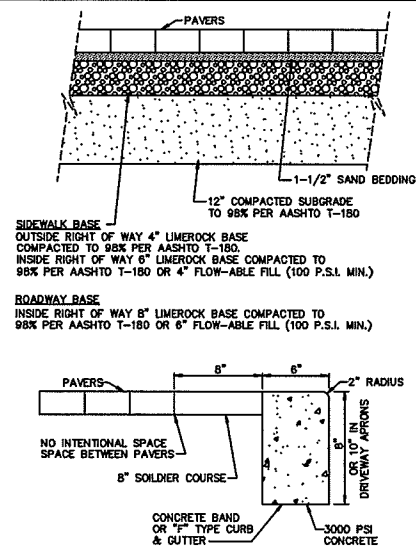 PAVERS
1-1/2" SAND BEDDING
12" COMPACTED SUBGRADE
TO 98% PER AASHTO T-180
SIDEWALK BASE
OUTSIDE RIGHT OF WAY 4" LIMEROCK BASE
COMPACTED TO 98% PER AASHTO T-180.
INSIDE RIGHT OF WAY 6" LIMEROCK BASE COMPACTED TO
98% PER AASHTO T-180 OR 4" FLOW-ABLE FILL (100 P.S.I. MIN.)
ROADWAY BASE
INSIDE RIGHT OF WAY 8" LIMEROCK BASE COMPACTED TO
98% PER AASHTO T-180 OR 6" FLOW-ABLE FILL (100 P.S.I. MIN.)
8"
6"
PAVERS
2" RADIUS
8"
OR 10" IN
DRIVEWAY APRONS
NO INTENTIONAL SPACE
SPACE BETWEEN PAVERS
8" SOILDIER COURSE
CONCRETE BAND
OR "F" TYPE CURB
& GUTTER
3000 PSI
CONCRETE